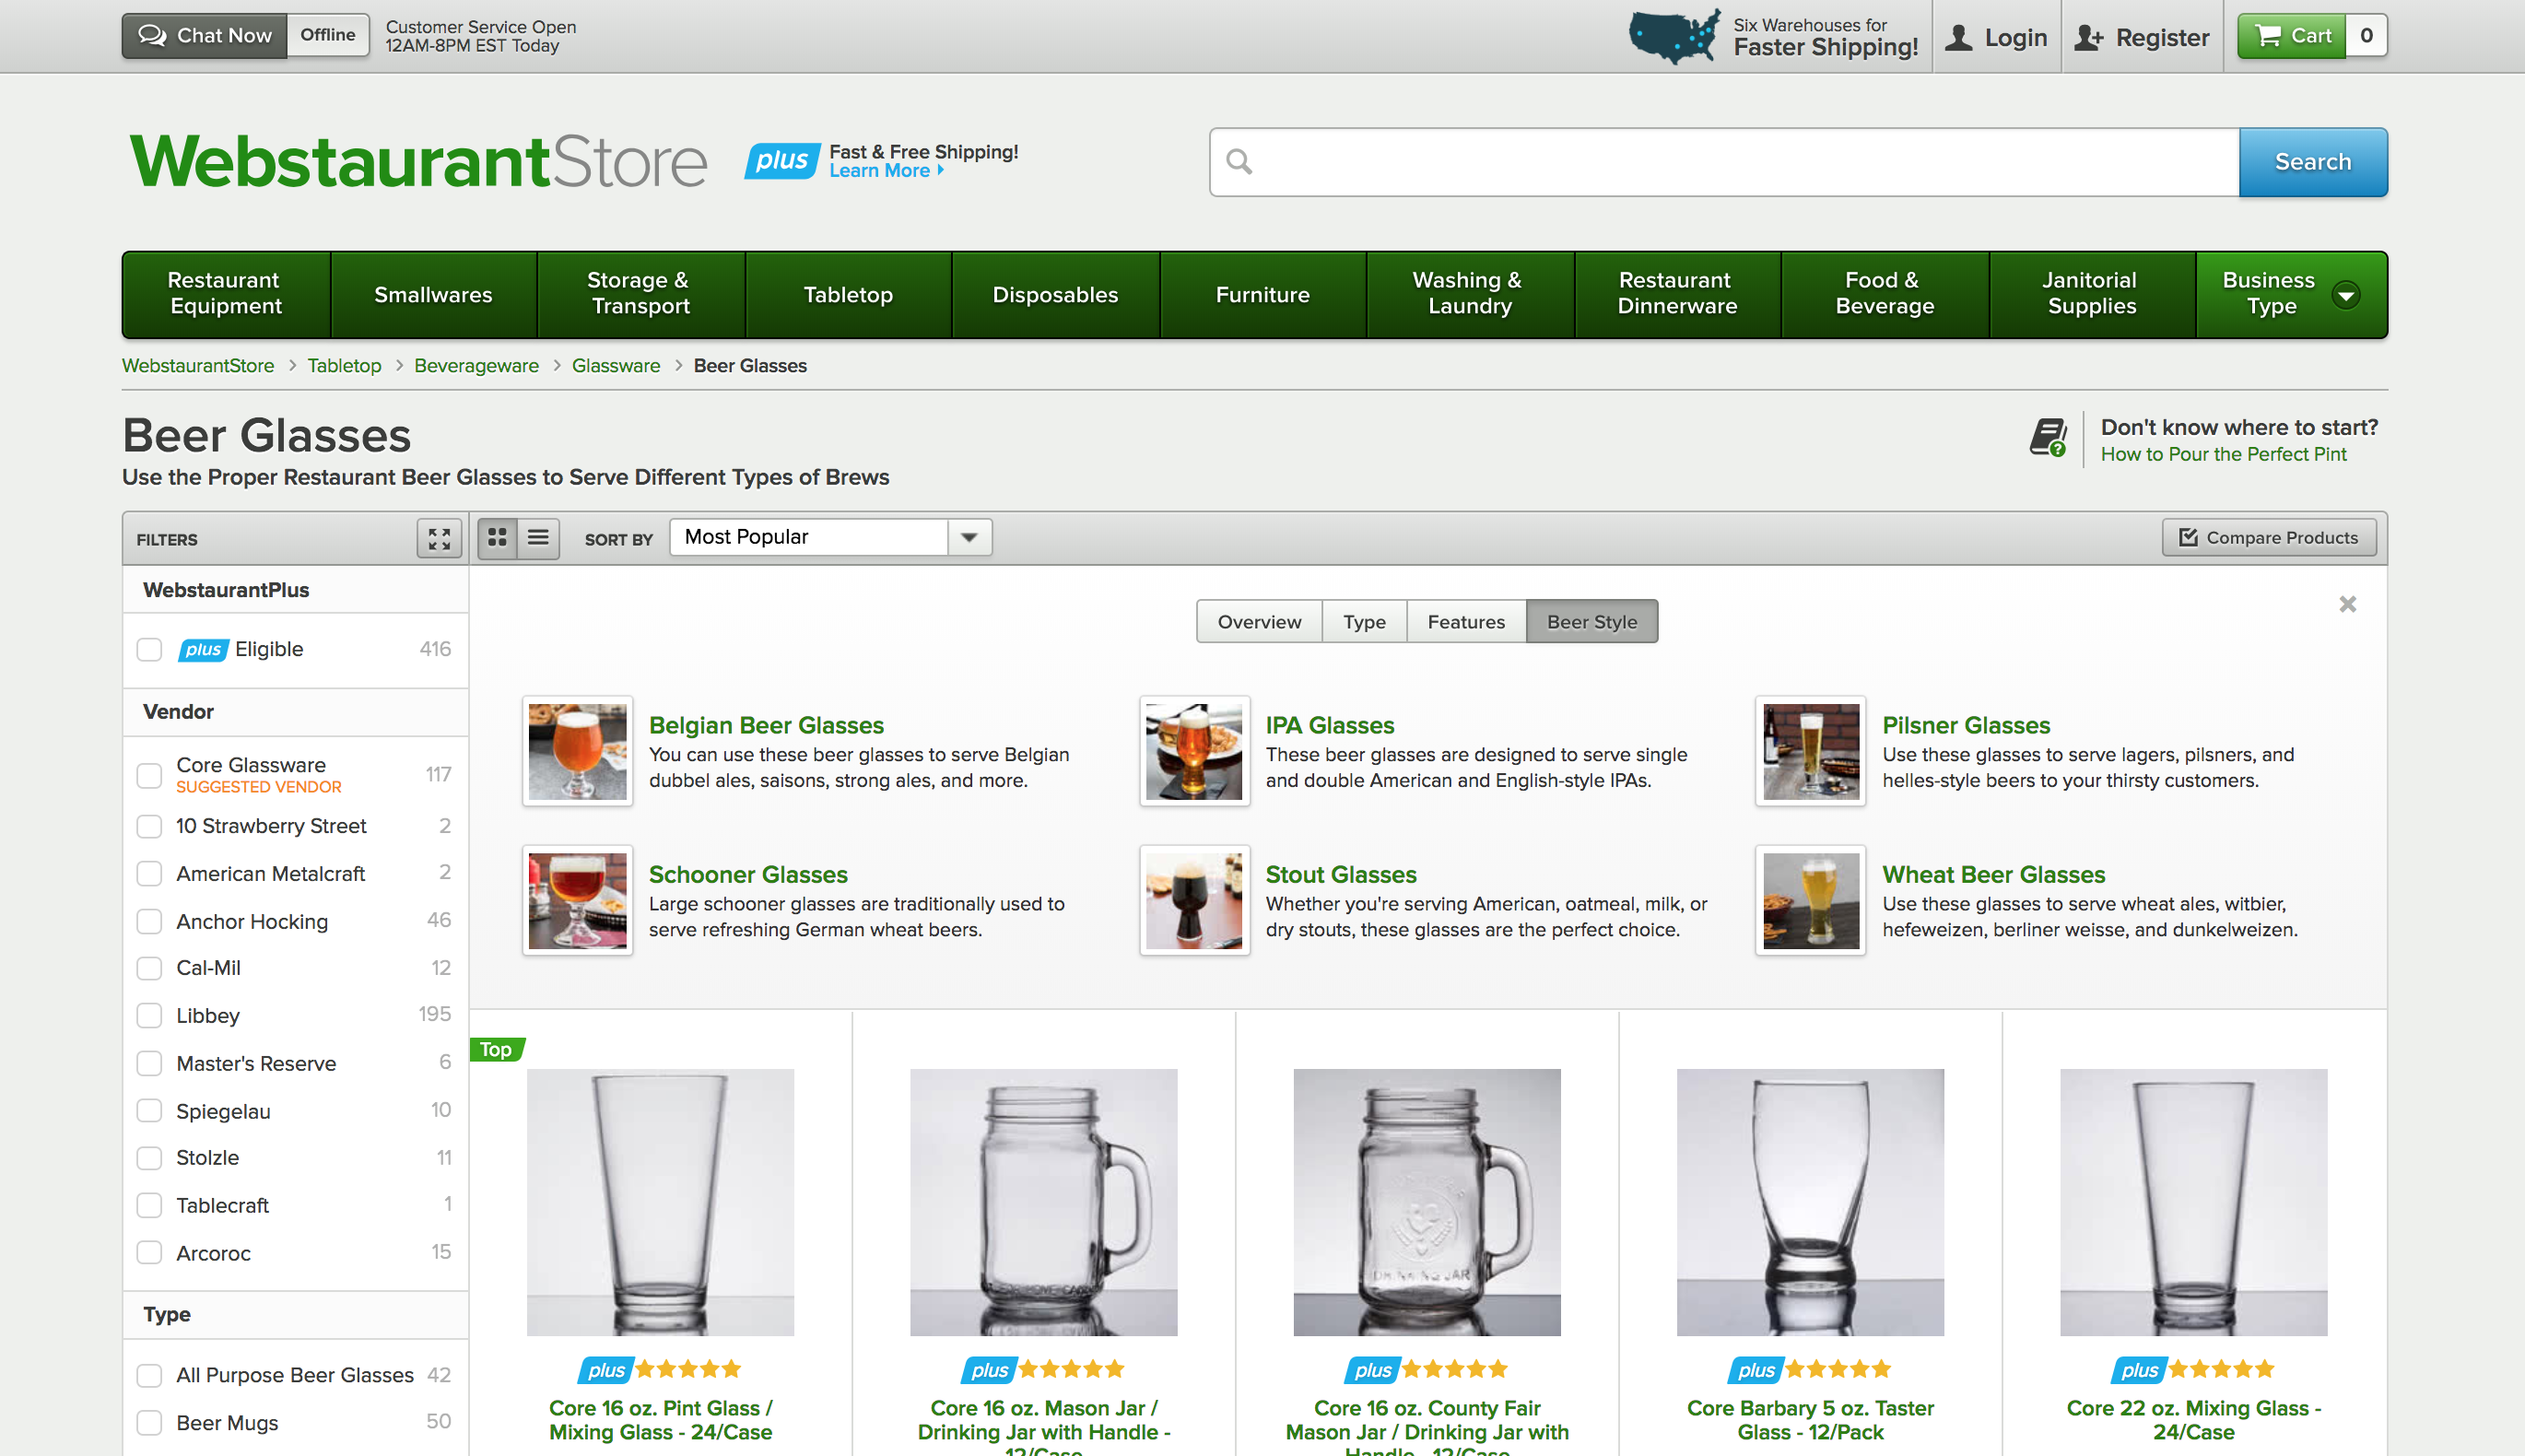 Chat Now
Offline
Customer Service Open
12AM-8PM EST Today
Six Warehouses for
Faster Shipping!
Login
Register
Cart
0
WebstaurantStore
plus
Fast & Free Shipping!
Learn More
Search
Restaurant
Equipment
Smallwares
Storage &
Transport
Tabletop
Disposables
Furniture
Washing &
Laundry
Restaurant
Dinnerware
Food &
Beverage
Janitorial
Supplies
Business
Type
WebstaurantStore > Tabletop > Beverageware > Glassware > Beer Glasses
Beer Glasses
Use the Proper Restaurant Beer Glasses to Serve Different Types of Brews
Don't know where to start?
How to Pour the Perfect Pint
FILTERS
SORT BY
Most Popular
Compare Products
WebstaurantPlus
plus Eligible 416
Vendor
Core Glassware 117
SUGGESTED VENDOR
10 Strawberry Street 2
American Metalcraft 2
Anchor Hocking 46
Cal-Mil 12
Libbey 195
Master's Reserve 6
Spiegelau 10
Stolzle 11
Tablecraft 1
Arcoroc 15
Type
All Purpose Beer Glasses 42
Beer Mugs 50
Overview
Type
Features
Beer Style
Belgian Beer Glasses
You can use these beer glasses to serve Belgian
dubbel ales, saisons, strong ales, and more.
IPA Glasses
These beer glasses are designed to serve single
and double American and English-style IPAs.
Pilsner Glasses
Use these glasses to serve lagers, pilsners, and
helles-style beers to your thirsty customers.
Schooner Glasses
Large schooner glasses are traditionally used to
serve refreshing German wheat beers.
Stout Glasses
Whether you're serving American, oatmeal, milk, or
dry stouts, these glasses are the perfect choice.
Wheat Beer Glasses
Use these glasses to serve wheat ales, witbier,
hefeweizen, berliner weisse, and dunkelweizen.
Top
DRINKING JAR
plus
Core 16 oz. Pint Glass /
Mixing Glass - 24/Case
plus
Core 16 oz. Mason Jar /
Drinking Jar with Handle -
12/Case
plus
Core 16 oz. County Fair
Mason Jar / Drinking Jar with
Handle - 12/Case
plus
Core Barbary 5 oz. Taster
Glass - 12/Pack
plus
Core 22 oz. Mixing Glass -
24/Case